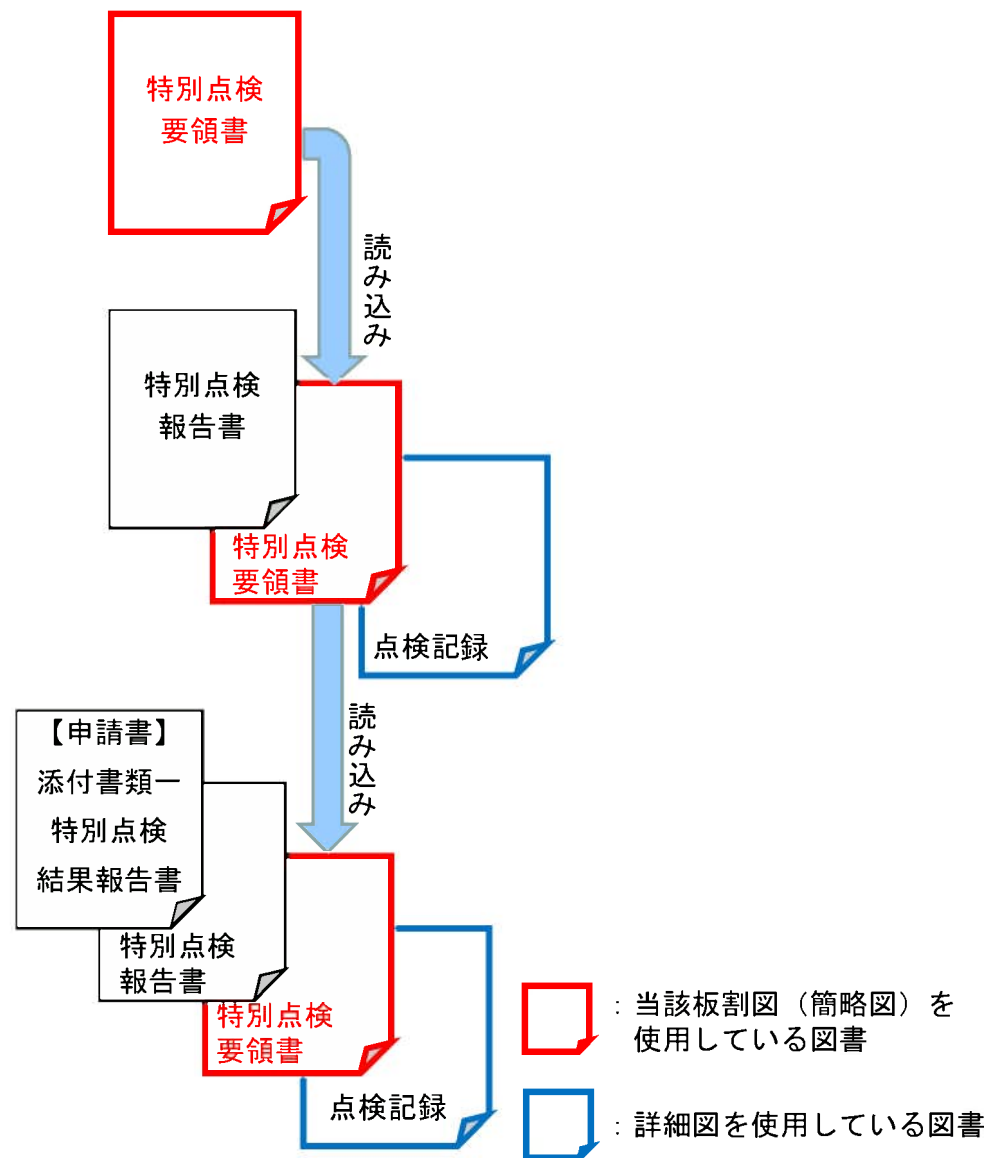 特別点検
要領書
読み込み
特別点検
報告書
特別点検
要領書
点検記録
読み込み
【申請書】
添付書類一
特別点検
結果報告書
特別点検
報告書
特別点検
要領書
点検記録
：当該板割図（簡略図）を
使用している図書
：詳細図を使用している図書